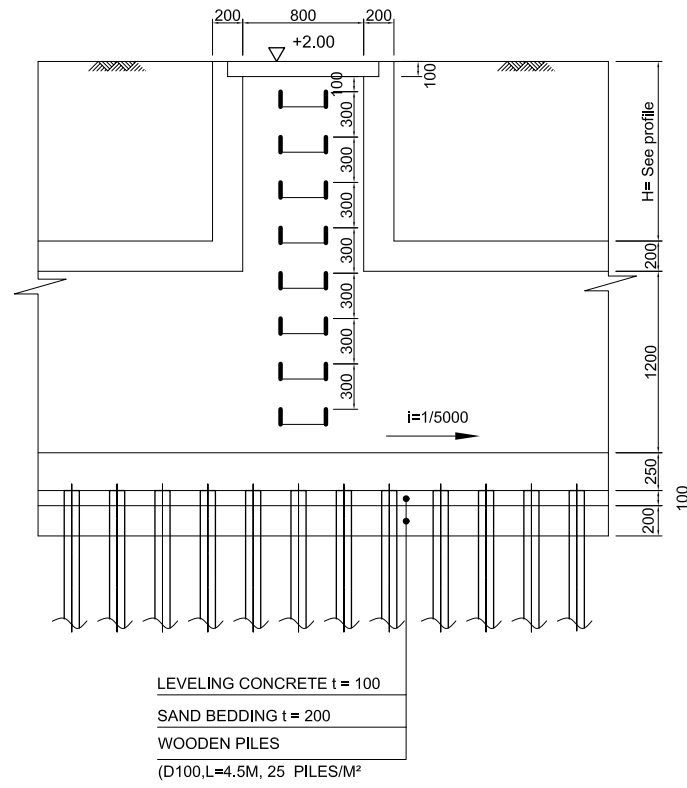 200 800 200
+2.00
100
100
300
300
300
300
300
300
300
H= See profile
200
1200
i=1/5000
250
100
200
LEVELING CONCRETE t = 100
SAND BEDDING t = 200
WOODEN PILES
(D100,L=4.5M, 25 PILES/M²